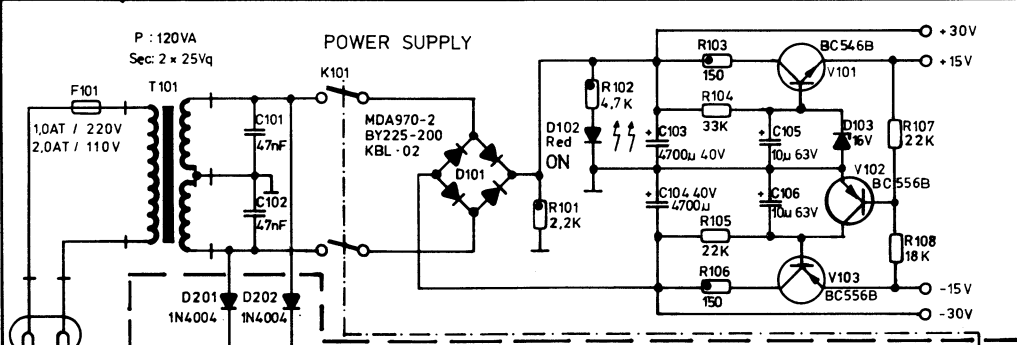 P : 120VA
Sec: 2 x 25Vq
POWER SUPPLY
T101
F101
1,0AT / 220V
2,0AT / 110V
C101
47nF
C102
47nF
K101
MDA970-2
BY225-200
KBL-02
D101
R101
2,2K
R102
4,7K
D102
Red
ON
C103
4700µ 40V
C104 40V
4700µ
R103
150
R104
33K
C105
10µ 63V
C106
10µ 63V
R105
22K
R106
150
BC546B
V101
D103
16V
V102
BC556B
V103
BC556B
R107
22K
R108
18K
+30V
+15V
-15V
-30V
D201
1N4004
D202
1N4004